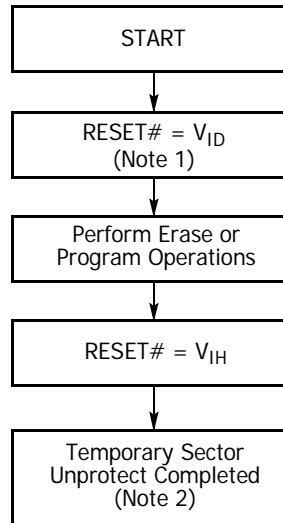 START
RESET# = VID
(Note 1)
Perform Erase or
Program Operations
RESET# = VIH
Temporary Sector
Unprotect Completed
(Note 2)